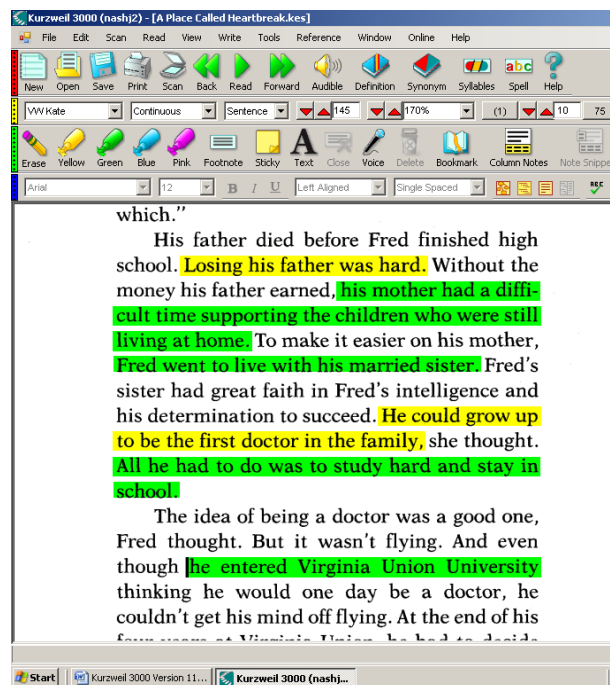 Kurzweil 3000 (nashj2) - [A Place Called Heartbreak.kes]
File Edit Scan Read View Write Tools Reference Window Online Help
New Open Save Print Scan Back Read Forward Audible Definition Synonym Syllables Spell Help
VW Kate Continuous Sentence 145 170% (1) 10 75
Erase Yellow Green Blue Pink Footnote Sticky Text Close Voice Delete Bookmark Column Notes Note Snippe
Arial 12 B I U Left Aligned Single Spaced
which."
His father died before Fred finished high
school. Losing his father was hard. Without the
money his father earned, his mother had a diffi-
cult time supporting the children who were still
living at home. To make it easier on his mother,
Fred went to live with his married sister. Fred's
sister had great faith in Fred's intelligence and
his determination to succeed. He could grow up
to be the first doctor in the family, she thought.
All he had to do was to study hard and stay in
school.
The idea of being a doctor was a good one,
Fred thought. But it wasn't flying. And even
though he entered Virginia Union University
thinking he would one day be a doctor, he
couldn't get his mind off flying. At the end of his
four years at Virginia Union, he had to decide
Start Kurzweil 3000 Version 11... Kurzweil 3000 (nashj...